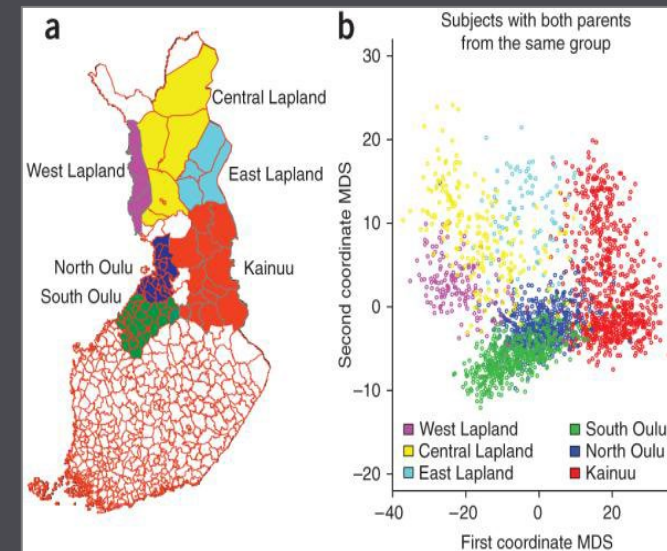 a
Central Lapland
West Lapland
East Lapland
North Oulu
Kainuu
South Oulu
b
Subjects with both parents
from the same group
30
20
10
0
−10
−20
Second coordinate MDS
West Lapland
Central Lapland
East Lapland
South Oulu
North Oulu
Kainuu
−40
−20
0
20
First coordinate MDS